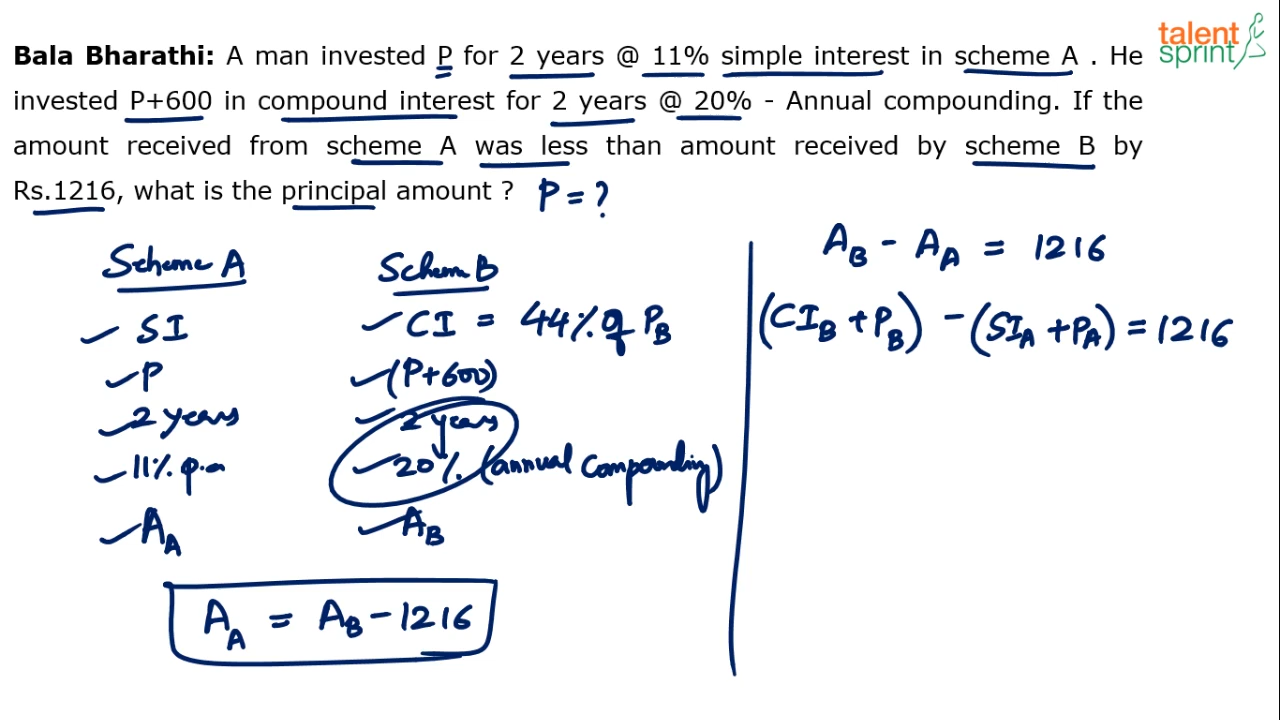 talent
sprint
Bala Bharathi: A man invested P for 2 years @ 11% simple interest in scheme A . He
invested P+600 in compound interest for 2 years @ 20% - Annual compounding. If the
amount received from scheme A was less than amount received by scheme B by
Rs.1216, what is the principal amount ? P = ?
Scheme A
SI
P
2 years
11% p.a
A_A
Scheme B
CI = 44% of P_B
(P+600)
2 years
20% (annual Compounding)
A_B
A_A = A_B - 1216
A_B - A_A = 1216
(CI_B + P_B) - (SI_A + P_A) = 1216